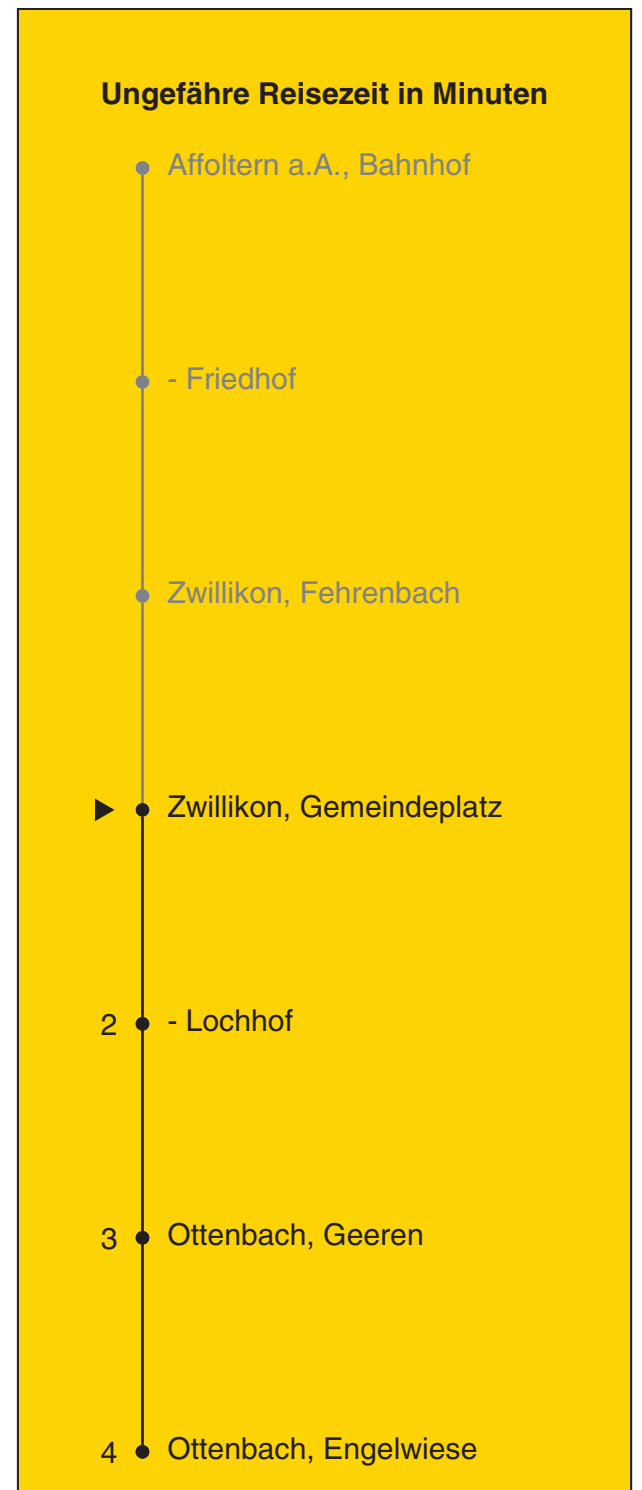 Ungefähre Reisezeit in Minuten
Affoltern a.A., Bahnhof
- Friedhof
Zwillikon, Fehrenbach
Zwillikon, Gemeindeplatz
2 - Lochhof
3 Ottenbach, Geeren
4 Ottenbach, Engelwiese